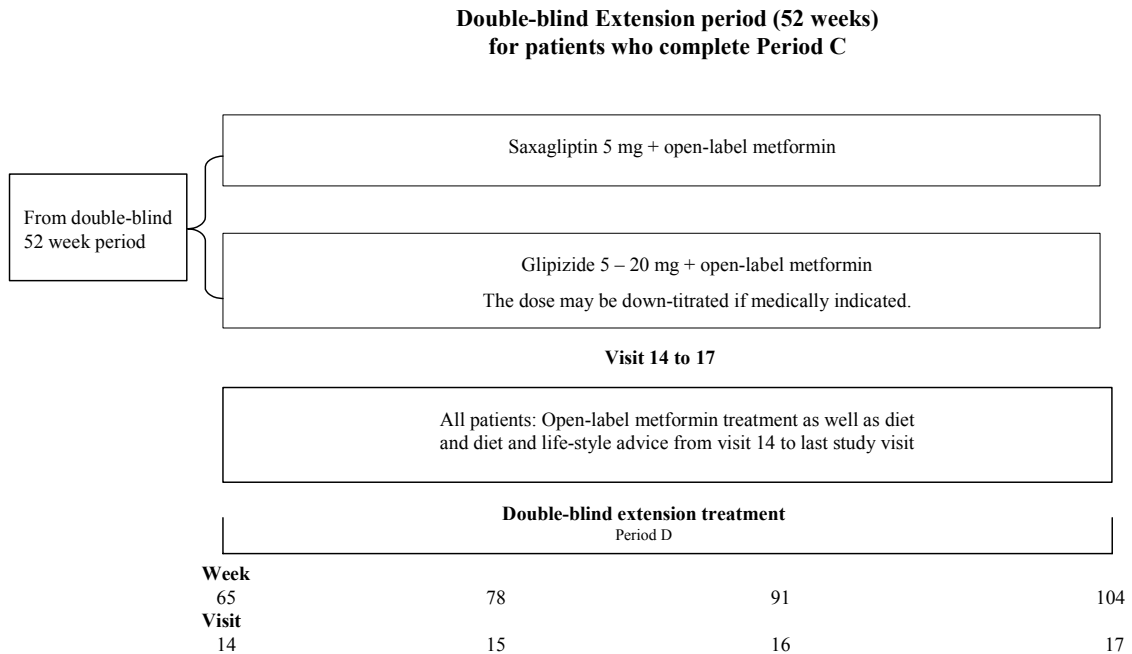 Double-blind Extension period (52 weeks)
for patients who complete Period C
Saxagliptin 5 mg + open-label metformin
From double-blind
52 week period
Glipizide 5 – 20 mg + open-label metformin
The dose may be down-titrated if medically indicated.
Visit 14 to 17
All patients: Open-label metformin treatment as well as diet
and diet and life-style advice from visit 14 to last study visit
Double-blind extension treatment
Period D
Week
65 78 91 104
Visit
14 15 16 17